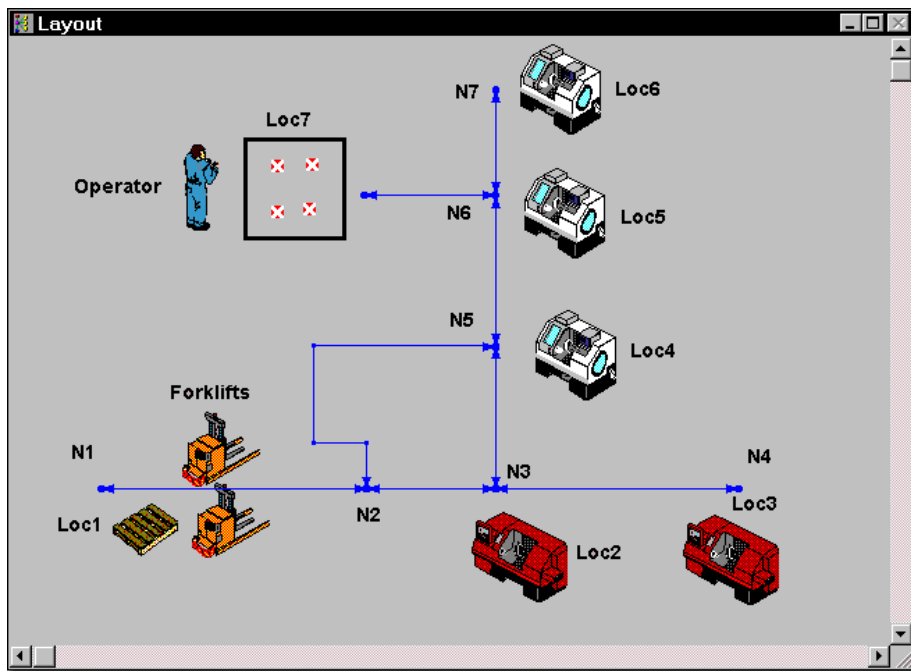 Layout
N7
Loc6
Loc7
Operator
N6
Loc5
N5
Loc4
Forklifts
N1
N3
N4
Loc1
N2
Loc3
Loc2